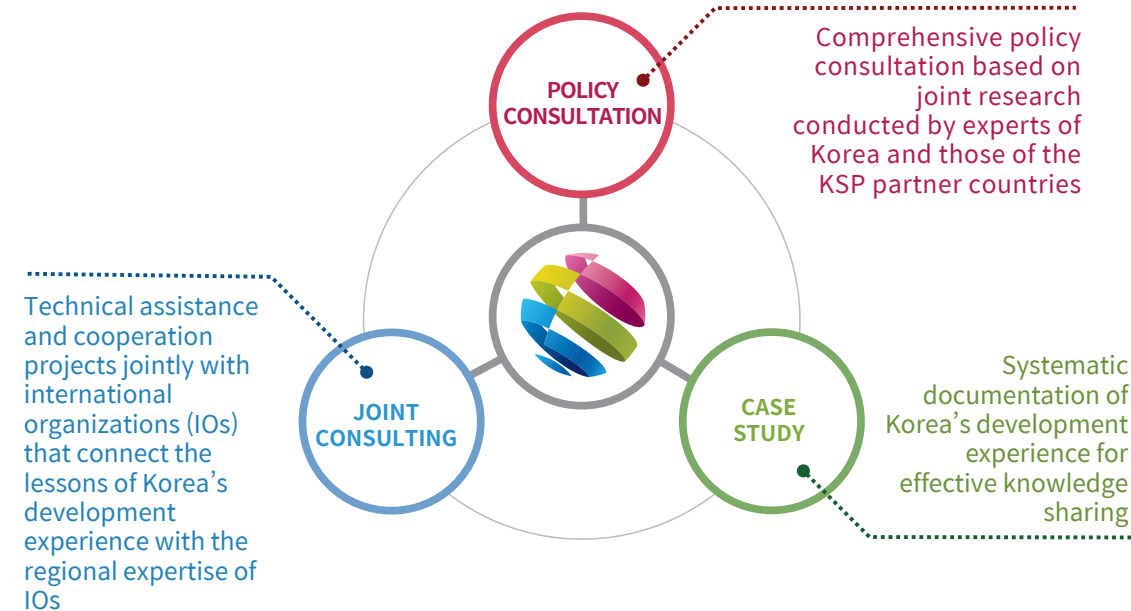 POLICY
CONSULTATION
Comprehensive policy
consultation based on
joint research
conducted by experts of
Korea and those of the
KSP partner countries
Technical assistance
and cooperation
projects jointly with
international
organizations (IOs)
that connect the
lessons of Korea's
development
experience with the
regional expertise of
IOs
JOINT
CONSULTING
CASE
STUDY
Systematic
documentation of
Korea's development
experience for
effective knowledge
sharing